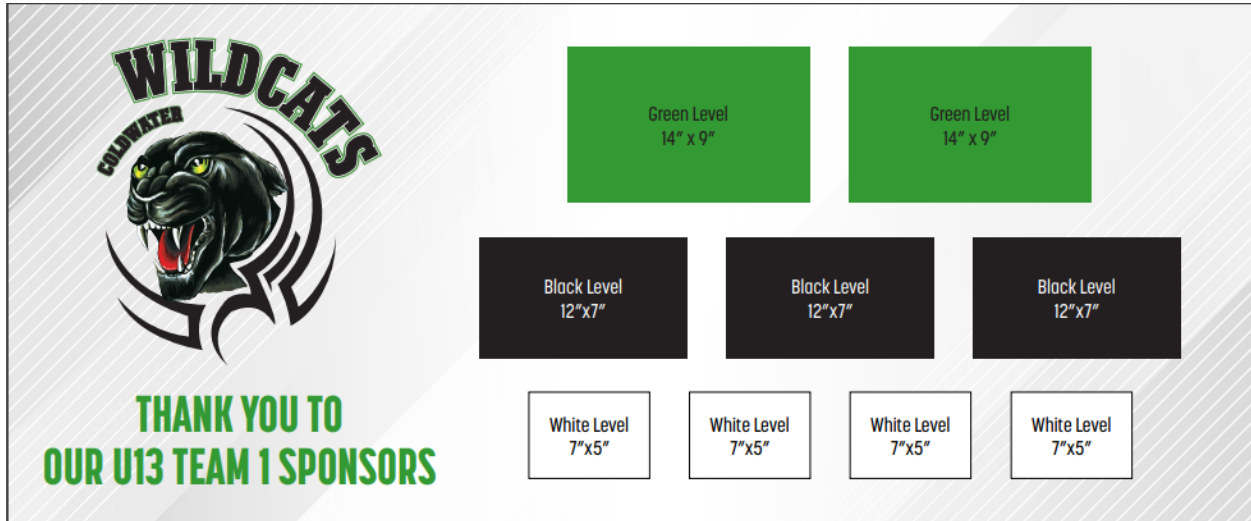 WILDCATS
COLDWATER
THANK YOU TO
OUR U13 TEAM 1 SPONSORS
Green Level
14" x 9"
Green Level
14" x 9"
Black Level
12"x7"
Black Level
12"x7"
Black Level
12"x7"
White Level
7"x5"
White Level
7"x5"
White Level
7"x5"
White Level
7"x5"